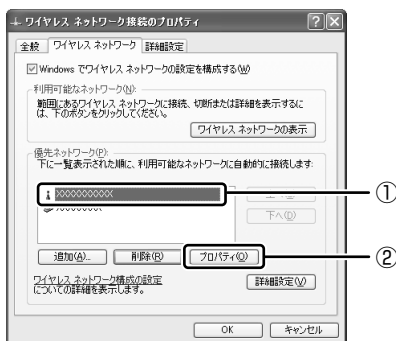 ワイヤレス ネットワーク接続のプロパティ
全般 ワイヤレス ネットワーク 詳細設定
Windows でワイヤレス ネットワークの設定を構成する(W)
利用可能なネットワーク(N):
範囲にあるワイヤレス ネットワークに接続、切断または詳細を表示するに
は、下のボタンをクリックしてください。
ワイヤレス ネットワークの表示
優先ネットワーク(P):
下に一覧表示された順に、利用可能なネットワークに自動的に接続します:
XXXXXXXXXX
①
XXXXXXXX
下へ(D)
追加(A)... 削除(R) プロパティ(O)
②
ワイヤレス ネットワーク構成の設定
についての詳細を表示します。
詳細設定(V)
OK キャンセル